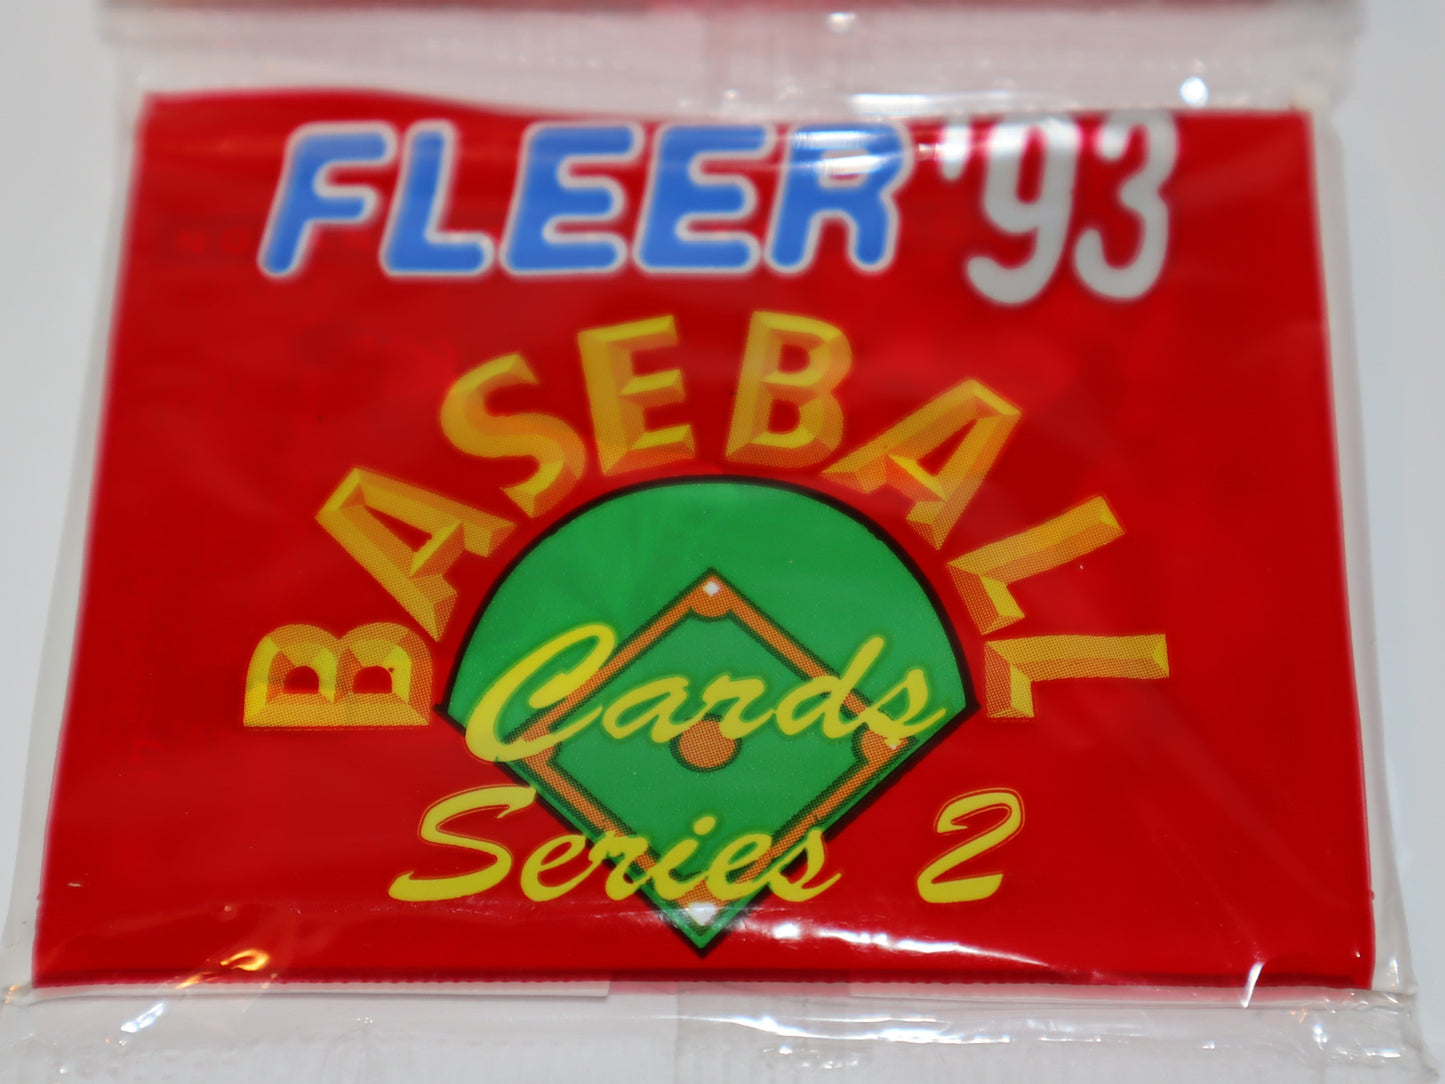 FLEER '93
BASEBALL
Cards
Series 2